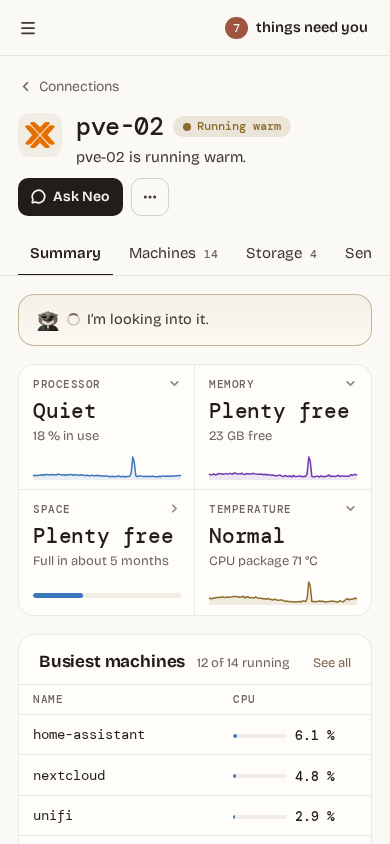 7 things need you
Connections
pve-02 Running warm
pve-02 is running warm.
Ask Neo
Summary Machines 14 Storage 4 Sen
I'm looking into it.
PROCESSOR
Quiet
18 % in use
MEMORY
Plenty free
23 GB free
SPACE
Plenty free
Full in about 5 months
TEMPERATURE
Normal
CPU package 71 °C
Busiest machines 12 of 14 running See all
NAME CPU
home-assistant 6.1 %
nextcloud 4.8 %
unifi 2.9 %